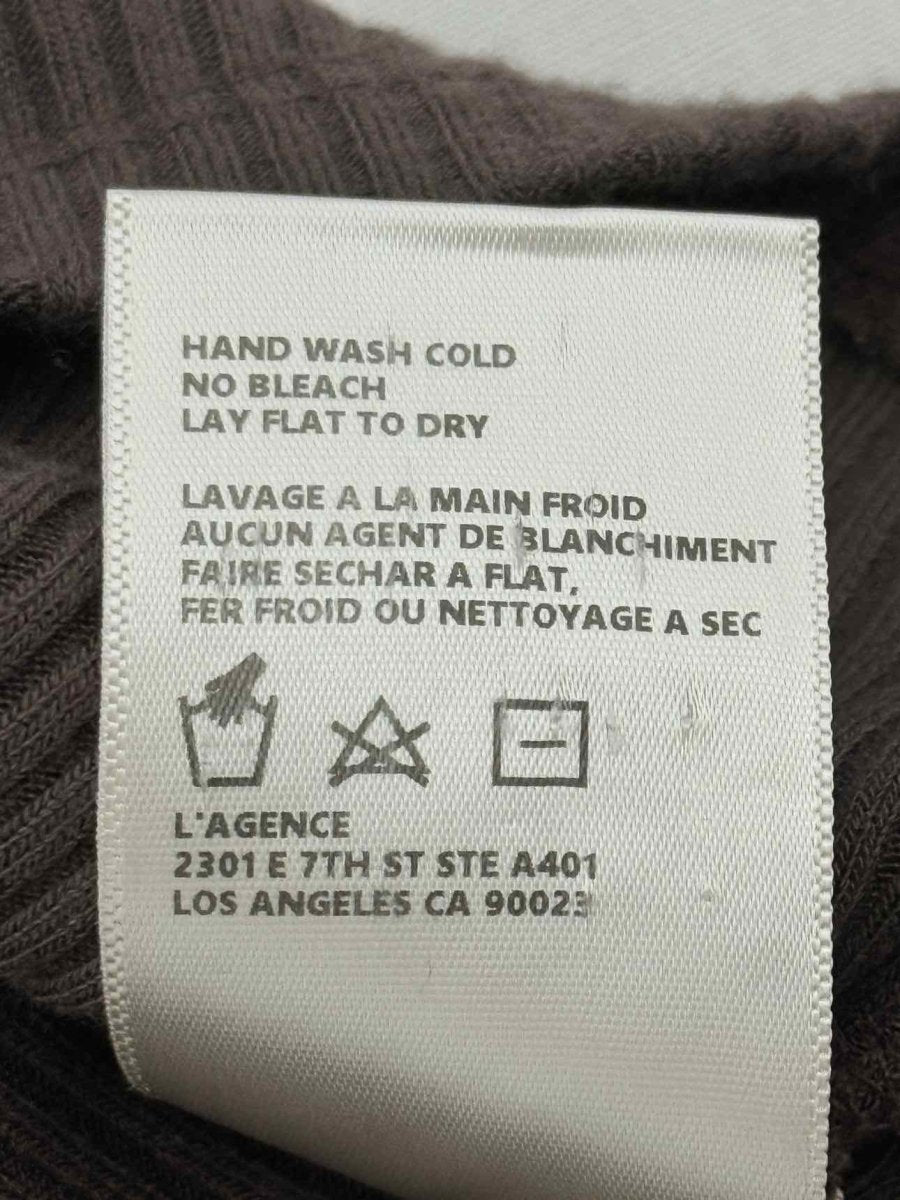 HAND WASH COLD
NO BLEACH
LAY FLAT TO DRY
LAVAGE A LA MAIN FROID
AUCUN AGENT DE BLANCHIMENT
FAIRE SECHAR A FLAT,
FER FROID OU NETTOYAGE A SEC
L'AGENCE
2301 E 7TH ST STE A401
LOS ANGELES CA 90023